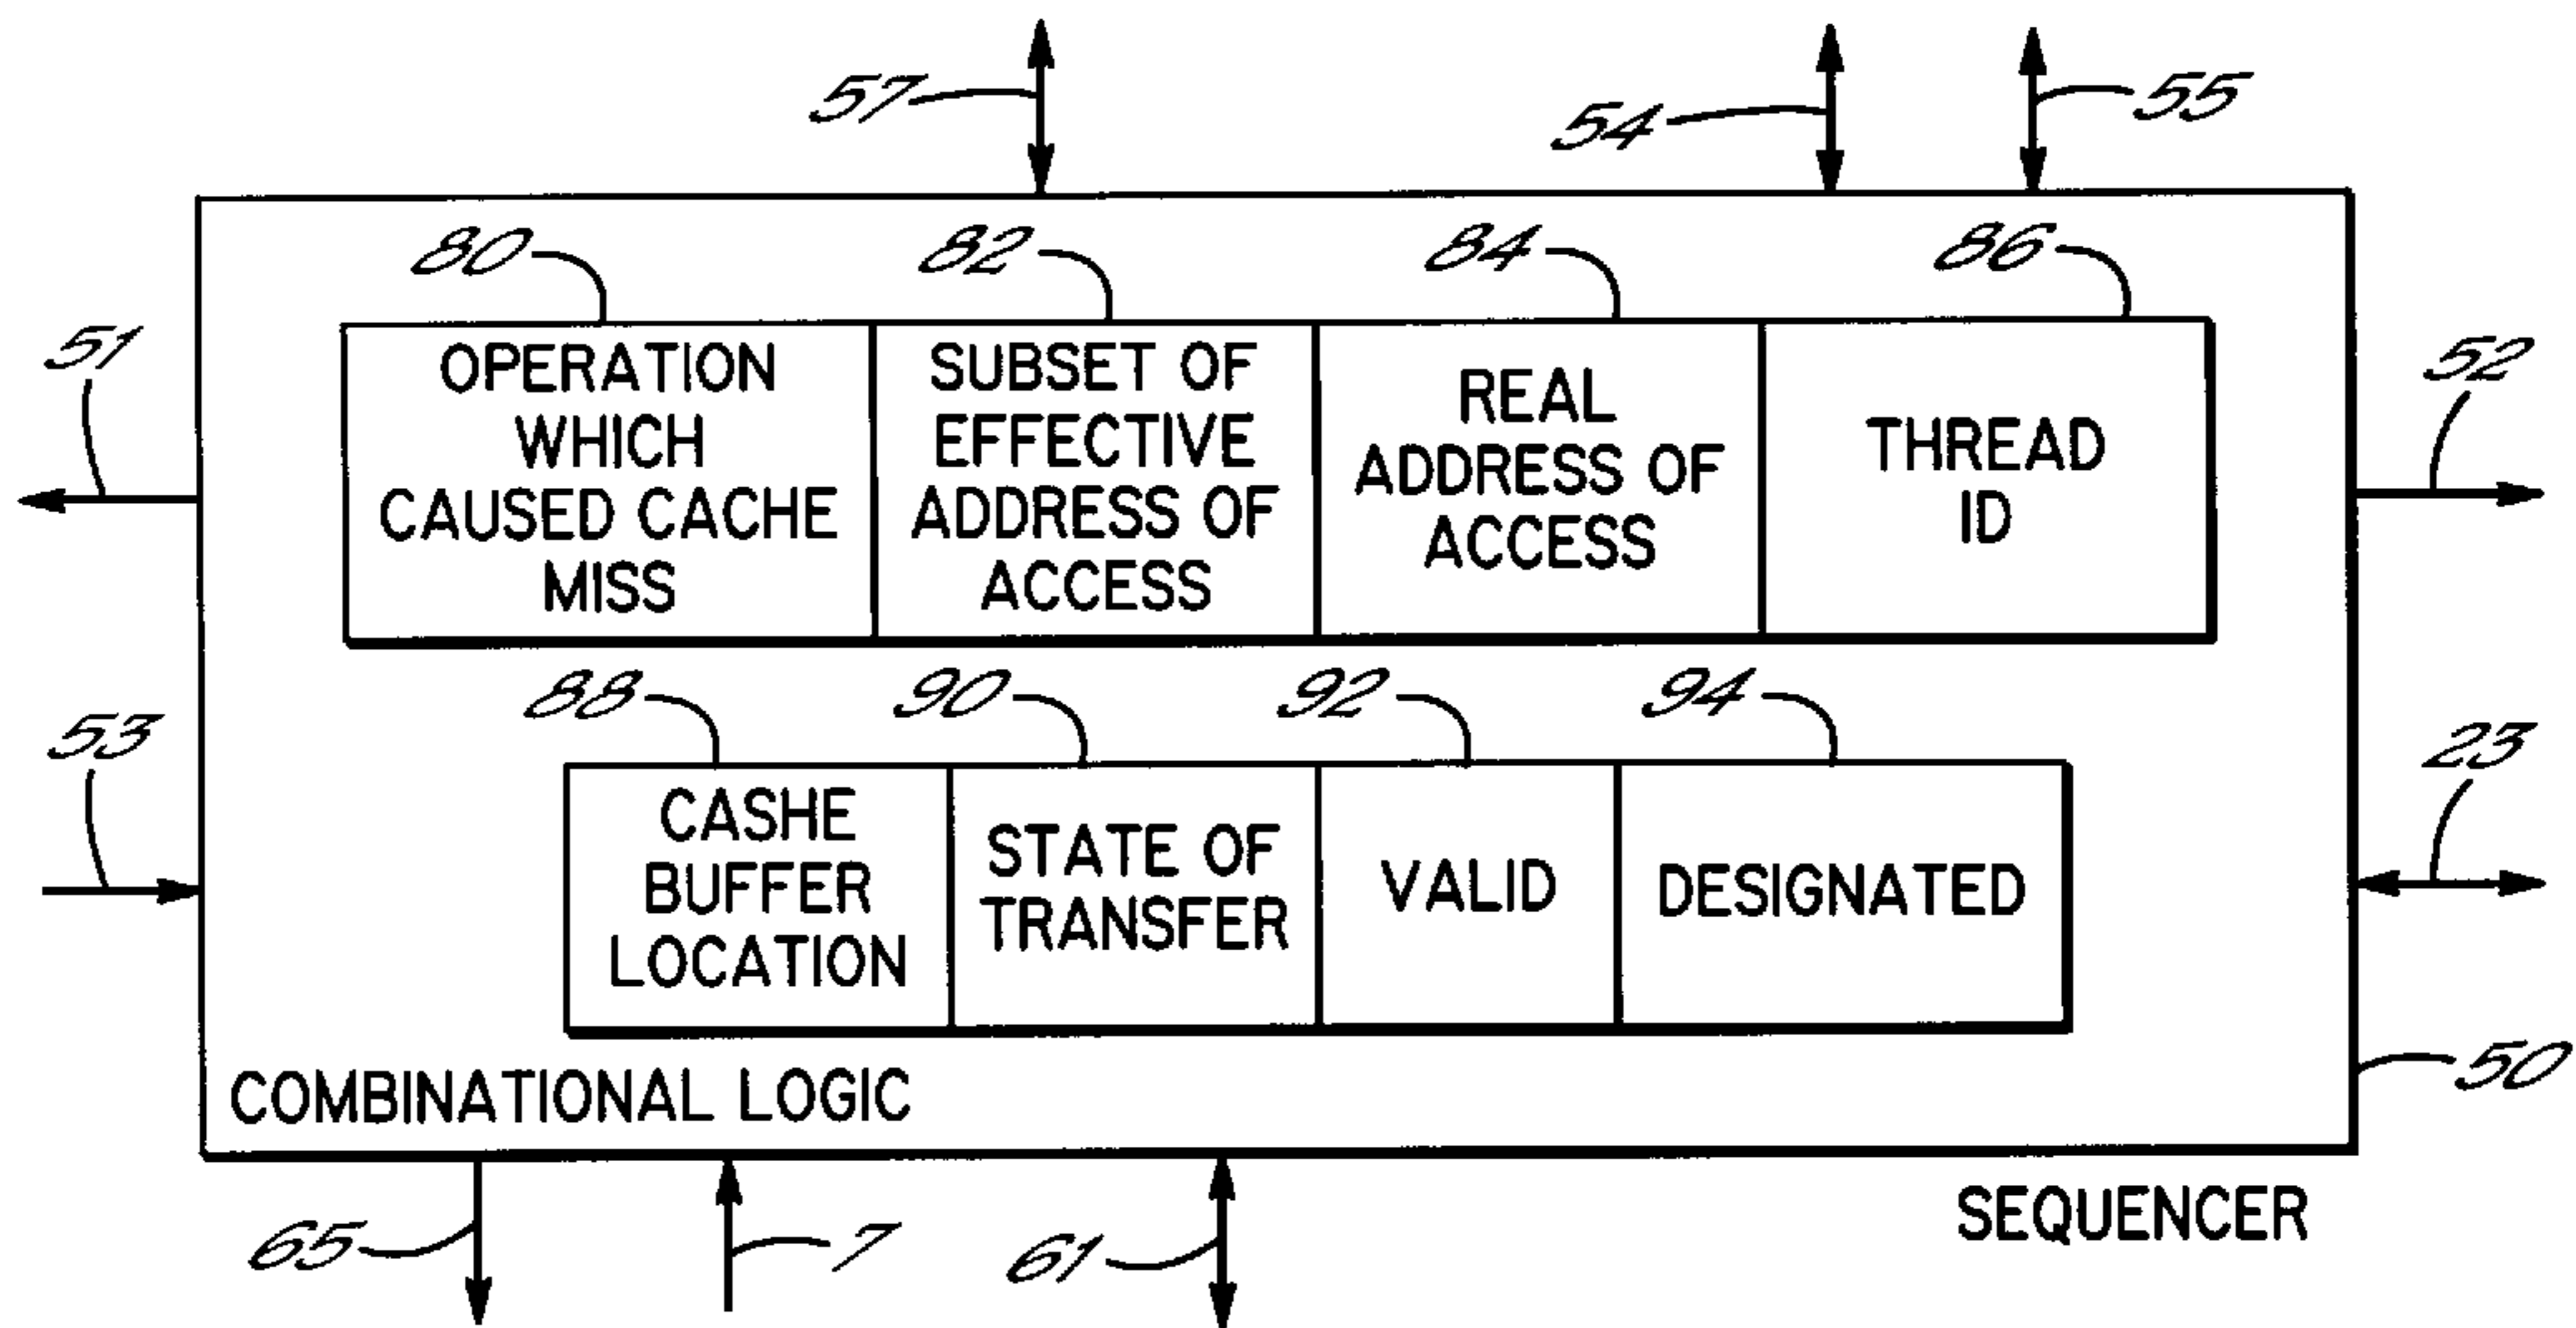 57
54
55
80
82
84
86
51
52
OPERATION
WHICH
CAUSED CACHE
MISS
SUBSET OF
EFFECTIVE
ADDRESS OF
ACCESS
REAL
ADDRESS OF
ACCESS
THREAD
ID
53
23
88
90
92
94
CASHE
BUFFER
LOCATION
STATE OF
TRANSFER
VALID
DESIGNATED
COMBINATIONAL LOGIC
50
65
7
61
SEQUENCER